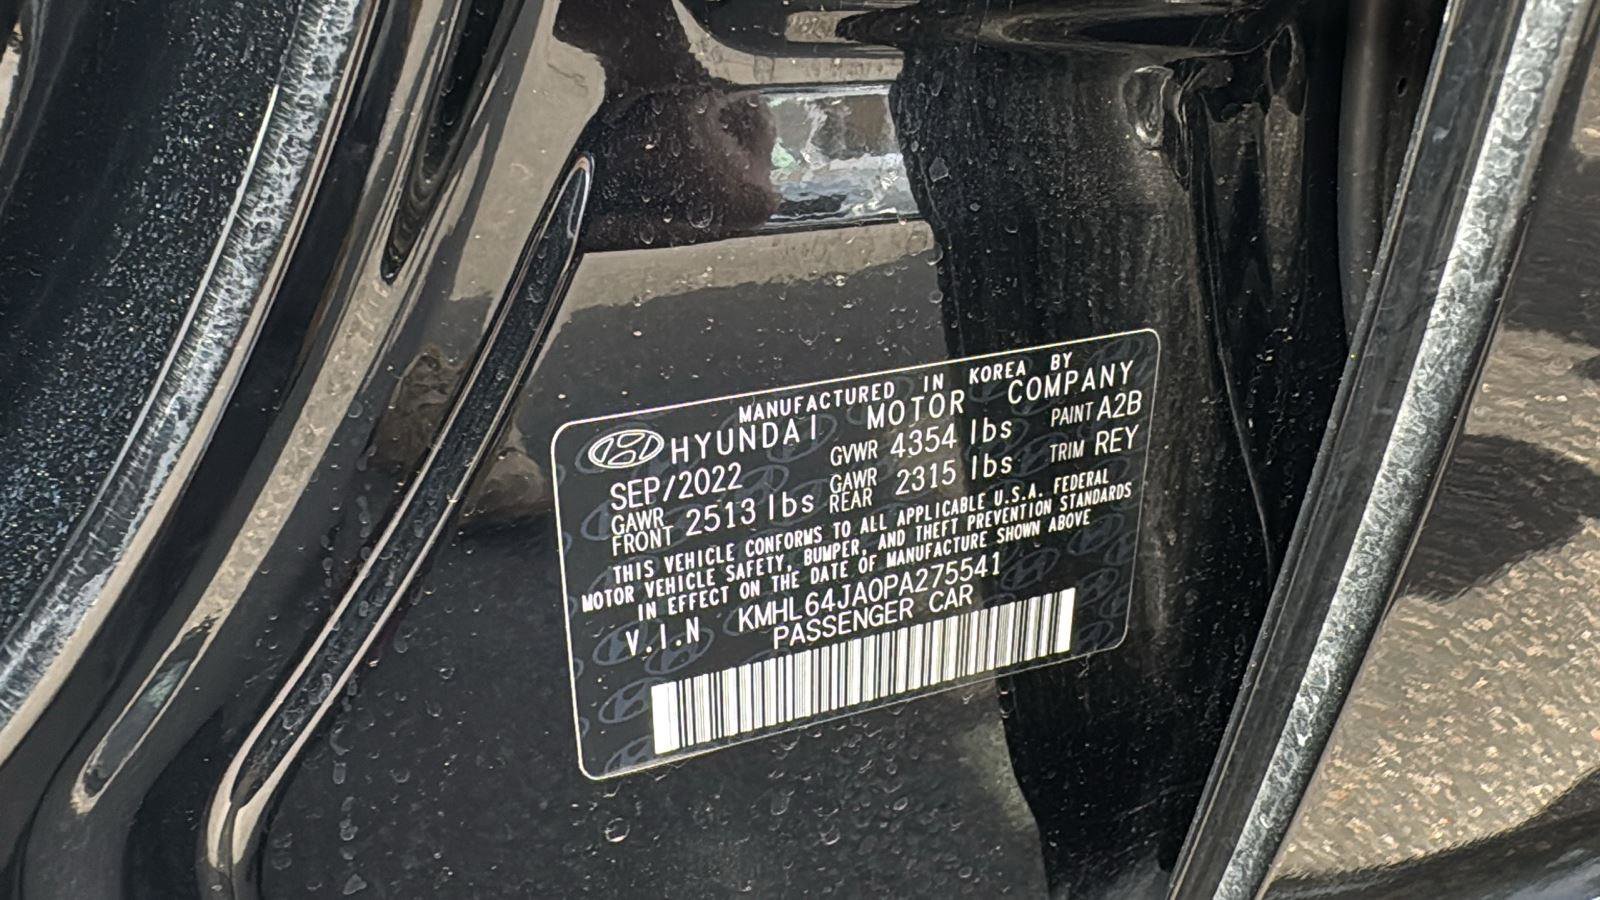 MANUFACTURED IN KOREA BY
HYUNDAI MOTOR COMPANY
SEP/2022 GVWR 4354 lbs PAINT A2B
GAWR FRONT 2513 lbs GAWR REAR 2315 lbs TRIM REY
THIS VEHICLE CONFORMS TO ALL APPLICABLE U.S.A. FEDERAL
MOTOR VEHICLE SAFETY, BUMPER, AND THEFT PREVENTION STANDARDS
IN EFFECT ON THE DATE OF MANUFACTURE SHOWN ABOVE
V.I.N KMHL64JA0PA275541
PASSENGER CAR